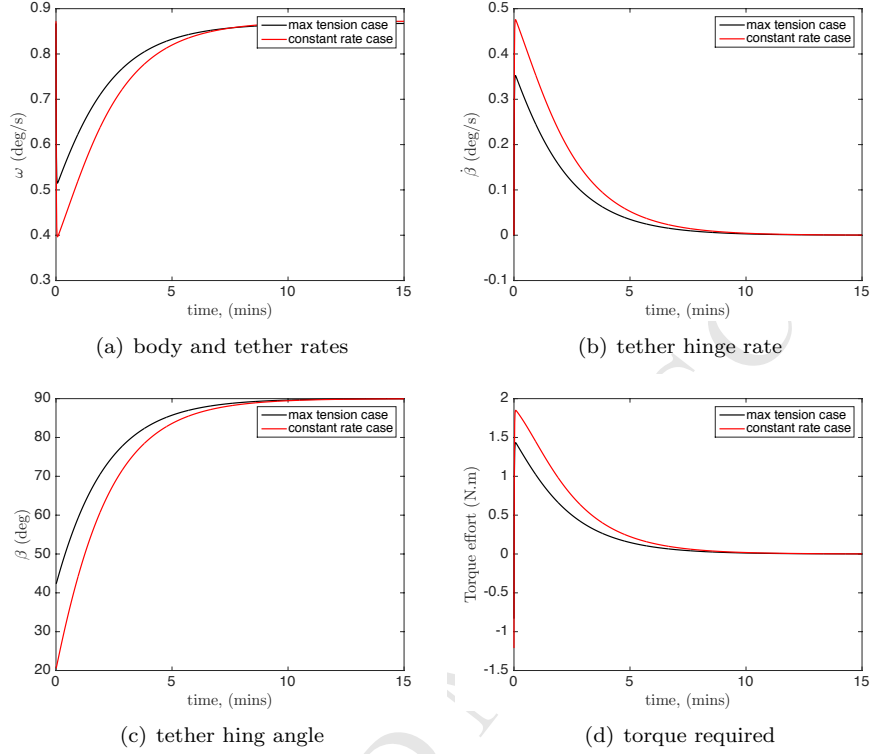 0.9
0.8
0.7
0.6
0.5
0.4
0.3
ω (deg/s)
max tension case
constant rate case
0 5 10 15
time, (mins)
(a) body and tether rates
0.5
0.4
0.3
0.2
0.1
0
-0.1
β̇ (deg/s)
max tension case
constant rate case
0 5 10 15
time, (mins)
(b) tether hinge rate
90
80
70
60
50
40
30
20
β (deg)
max tension case
constant rate case
0 5 10 15
time, (mins)
(c) tether hing angle
2
1.5
1
0.5
0
-0.5
-1
-1.5
Torque effort (N.m)
max tension case
constant rate case
0 5 10 15
time, (mins)
(d) torque required